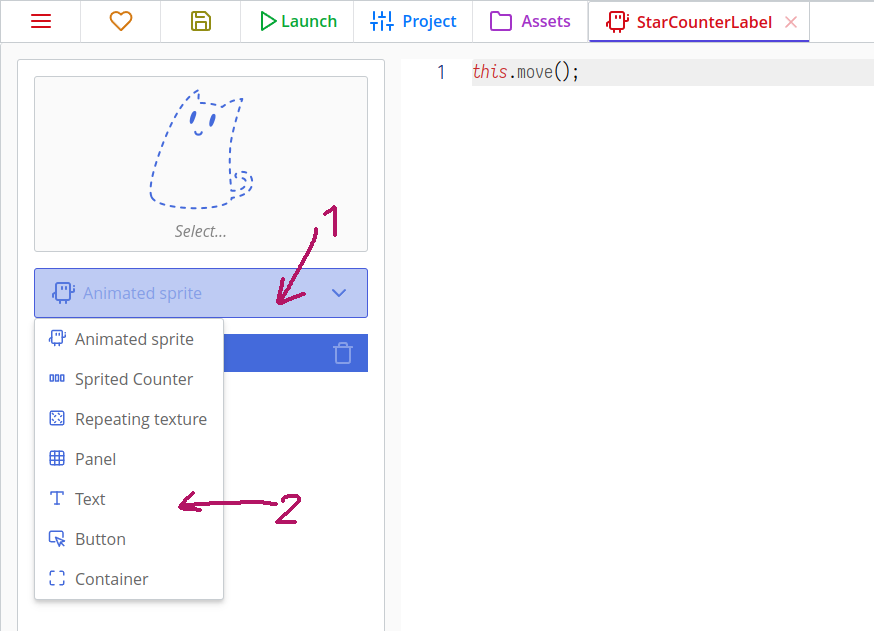 Launch Project Assets StarCounterLabel
1 this.move();
Select...
1
Animated sprite
Animated sprite
Sprited Counter
Repeating texture
Panel
Text
2
Button
Container